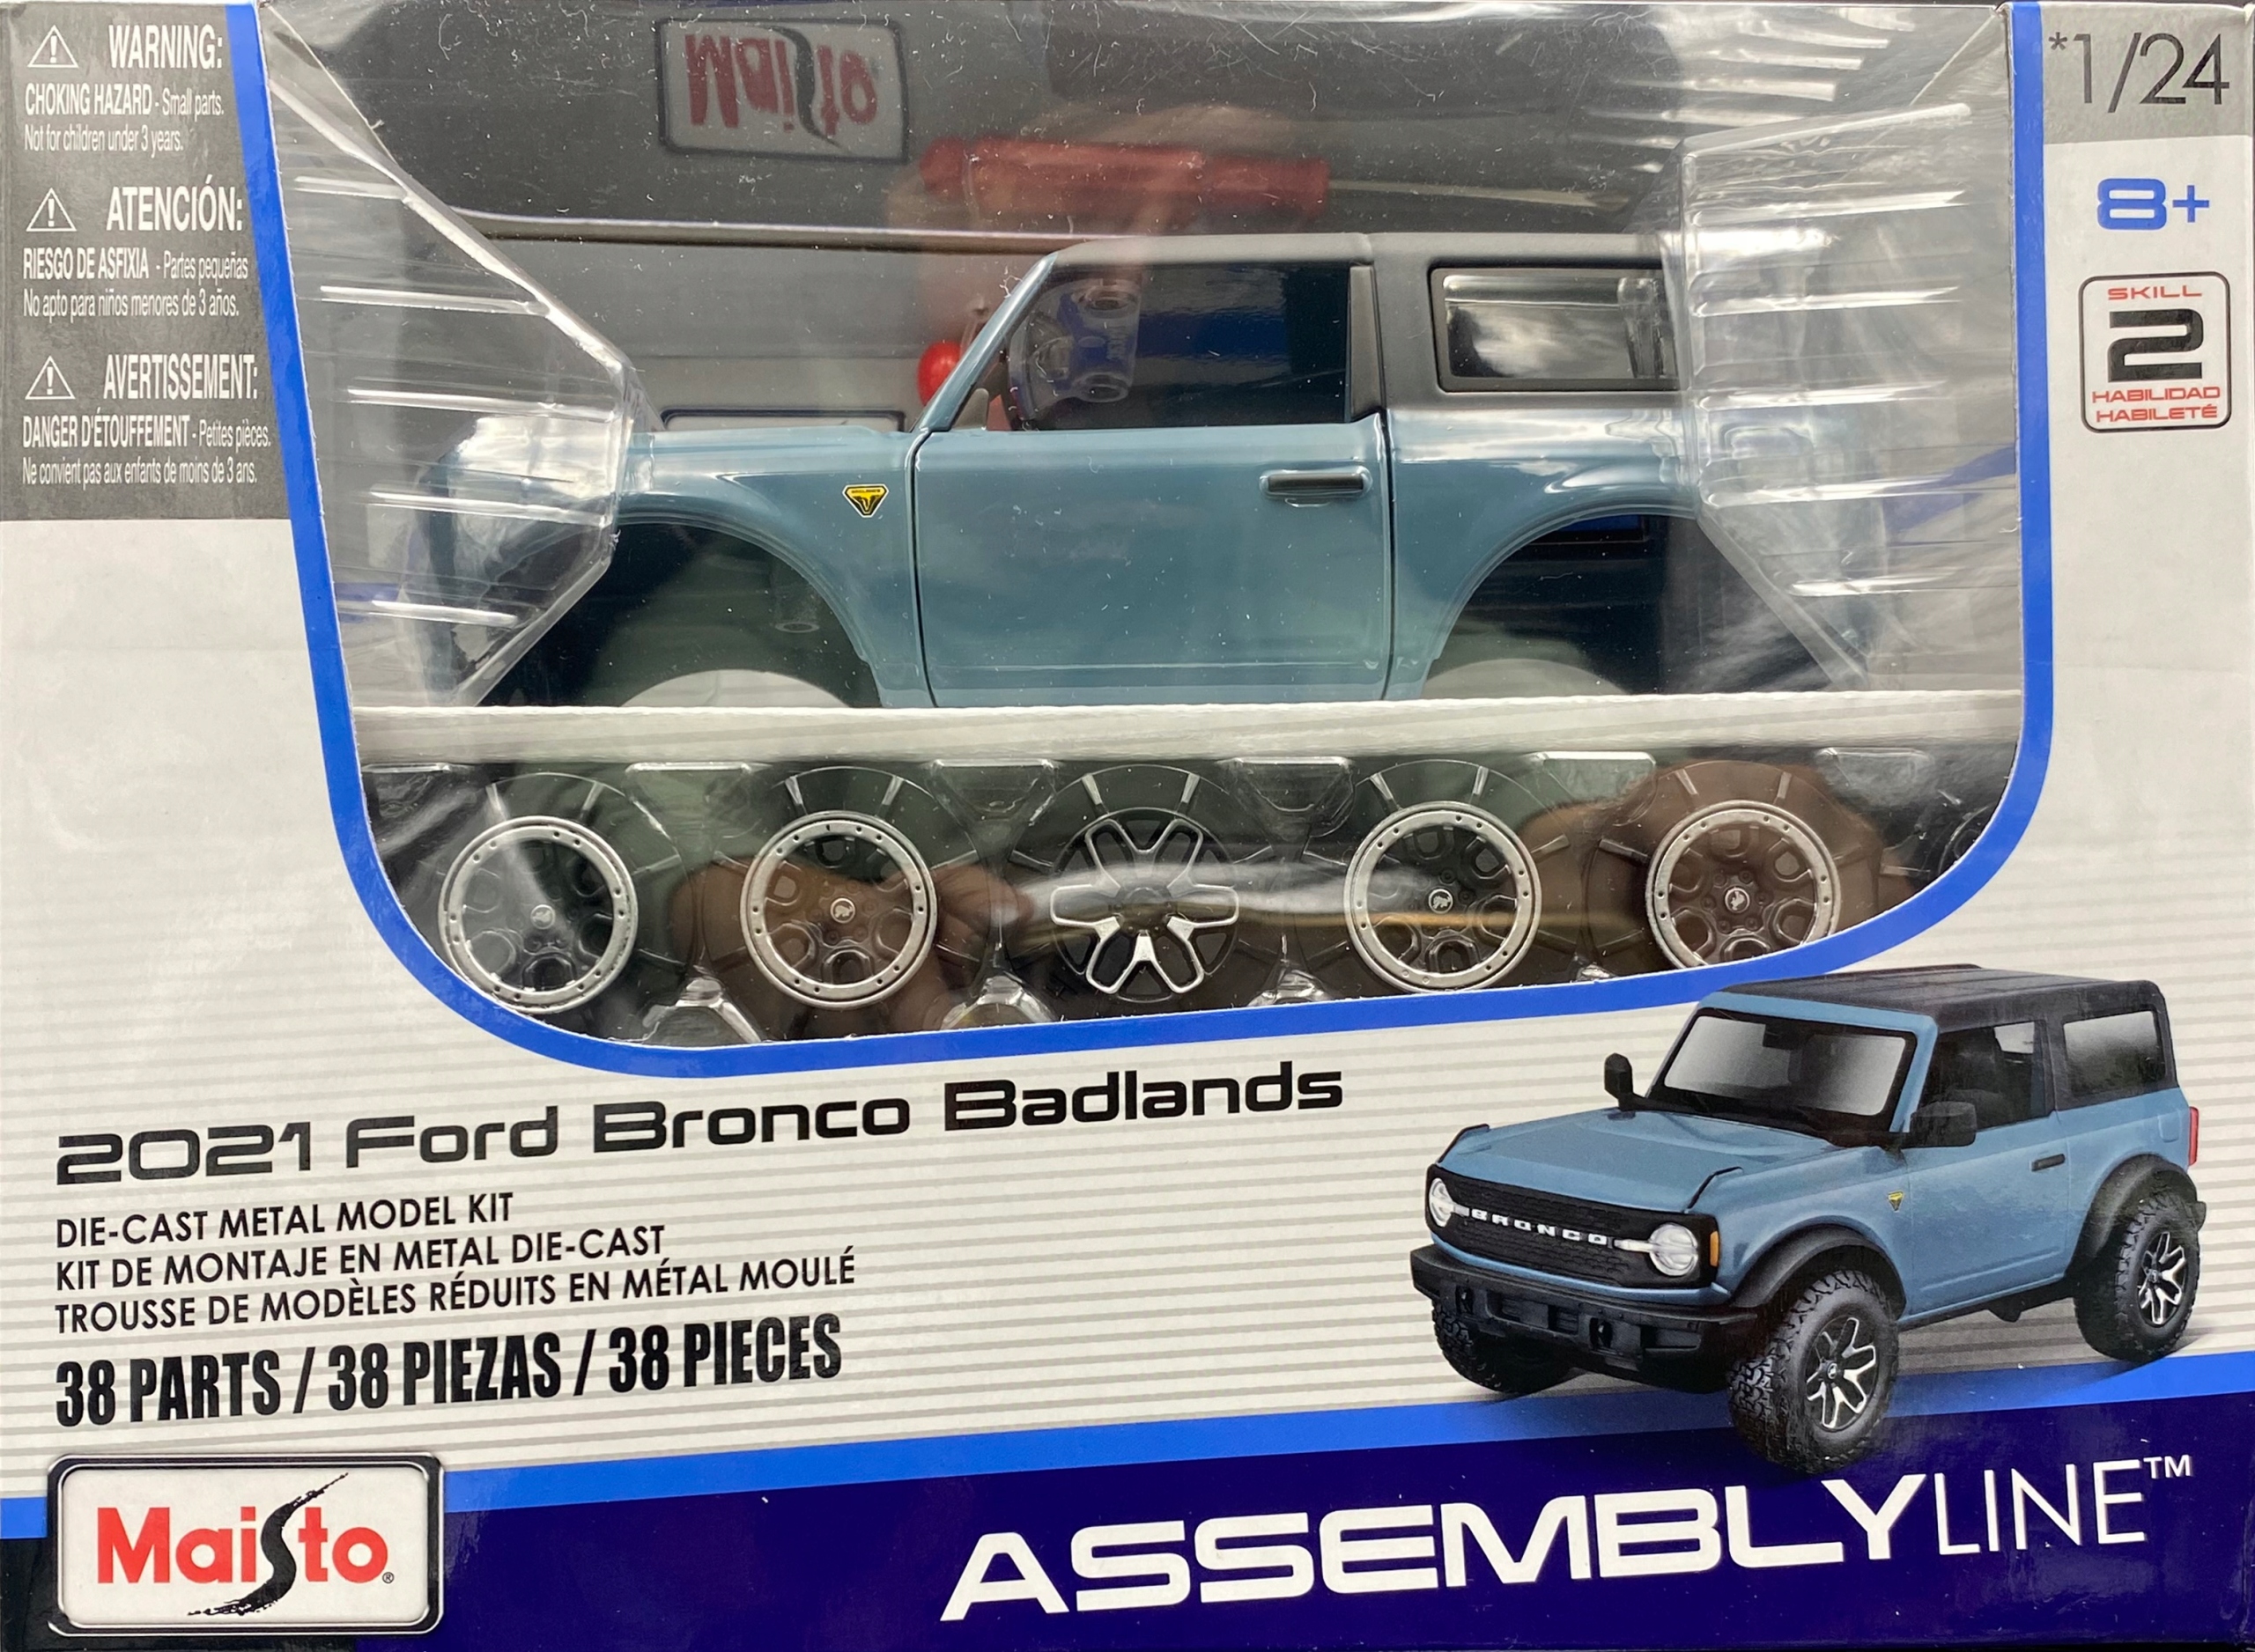 WARNING:
CHOKING HAZARD - Small parts.
Not for children under 3 years.
ATENCIÓN:
RIESGO DE ASFIXIA - Partes pequeñas
No apto para niños menores de 3 años.
AVERTISSEMENT:
DANGER D'ÉTOUFFEMENT - Petites pièces.
Ne convient pas aux enfants de moins de 3 ans.
Maisto
*1/24
8+
SKILL
2
HABILIDAD
HABILETÉ
2021 Ford Bronco Badlands
DIE-CAST METAL MODEL KIT
KIT DE MONTAJE EN METAL DIE-CAST
TROUSSE DE MODÈLES RÉDUITS EN MÉTAL MOULÉ
38 PARTS / 38 PIEZAS / 38 PIECES
BRONCO
Maisto®
ASSEMBLYLINE™